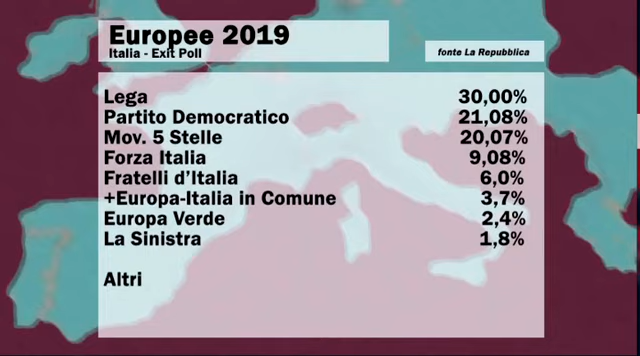 Europee 2019
Italia - Exit Poll
fonte La Repubblica
Lega 30,00%
Partito Democratico 21,08%
Mov. 5 Stelle 20,07%
Forza Italia 9,08%
Fratelli d'Italia 6,0%
+Europa-Italia in Comune 3,7%
Europa Verde 2,4%
La Sinistra 1,8%
Altri